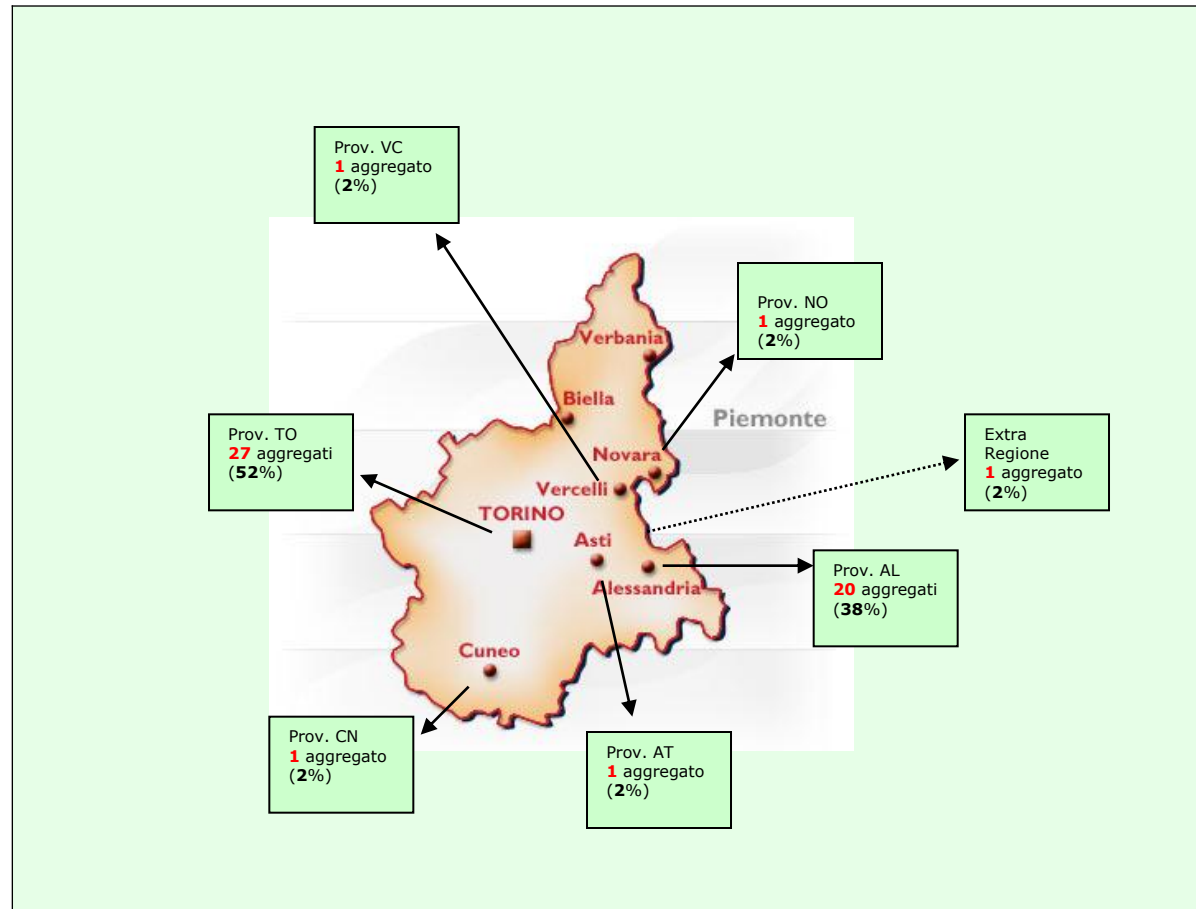 Prov. VC
1 aggregato
(2%)
Prov. NO
1 aggregato
(2%)
Verbania
Biella
Piemonte
Prov. TO
27 aggregati
(52%)
Extra
Regione
1 aggregato
(2%)
Novara
Vercelli
TORINO
Asti
Alessandria
Prov. AL
20 aggregati
(38%)
Cuneo
Prov. CN
1 aggregato
(2%)
Prov. AT
1 aggregato
(2%)